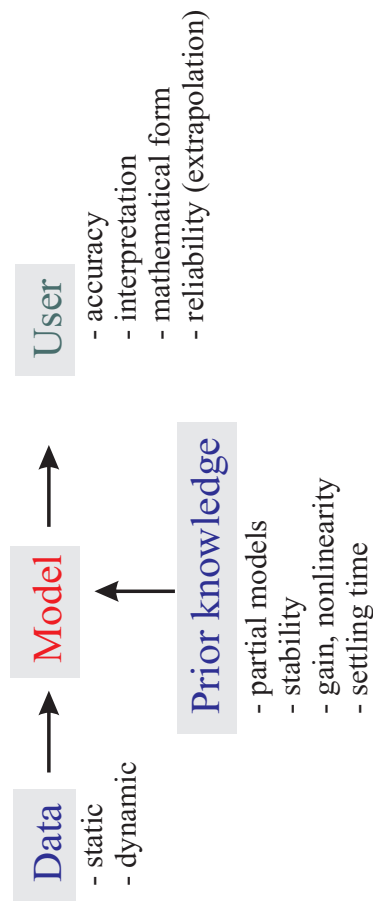 Data
- static
- dynamic
Model
User
- accuracy
- interpretation
- mathematical form
- reliability (extrapolation)
Prior knowledge
- partial models
- stability
- gain, nonlinearity
- settling time